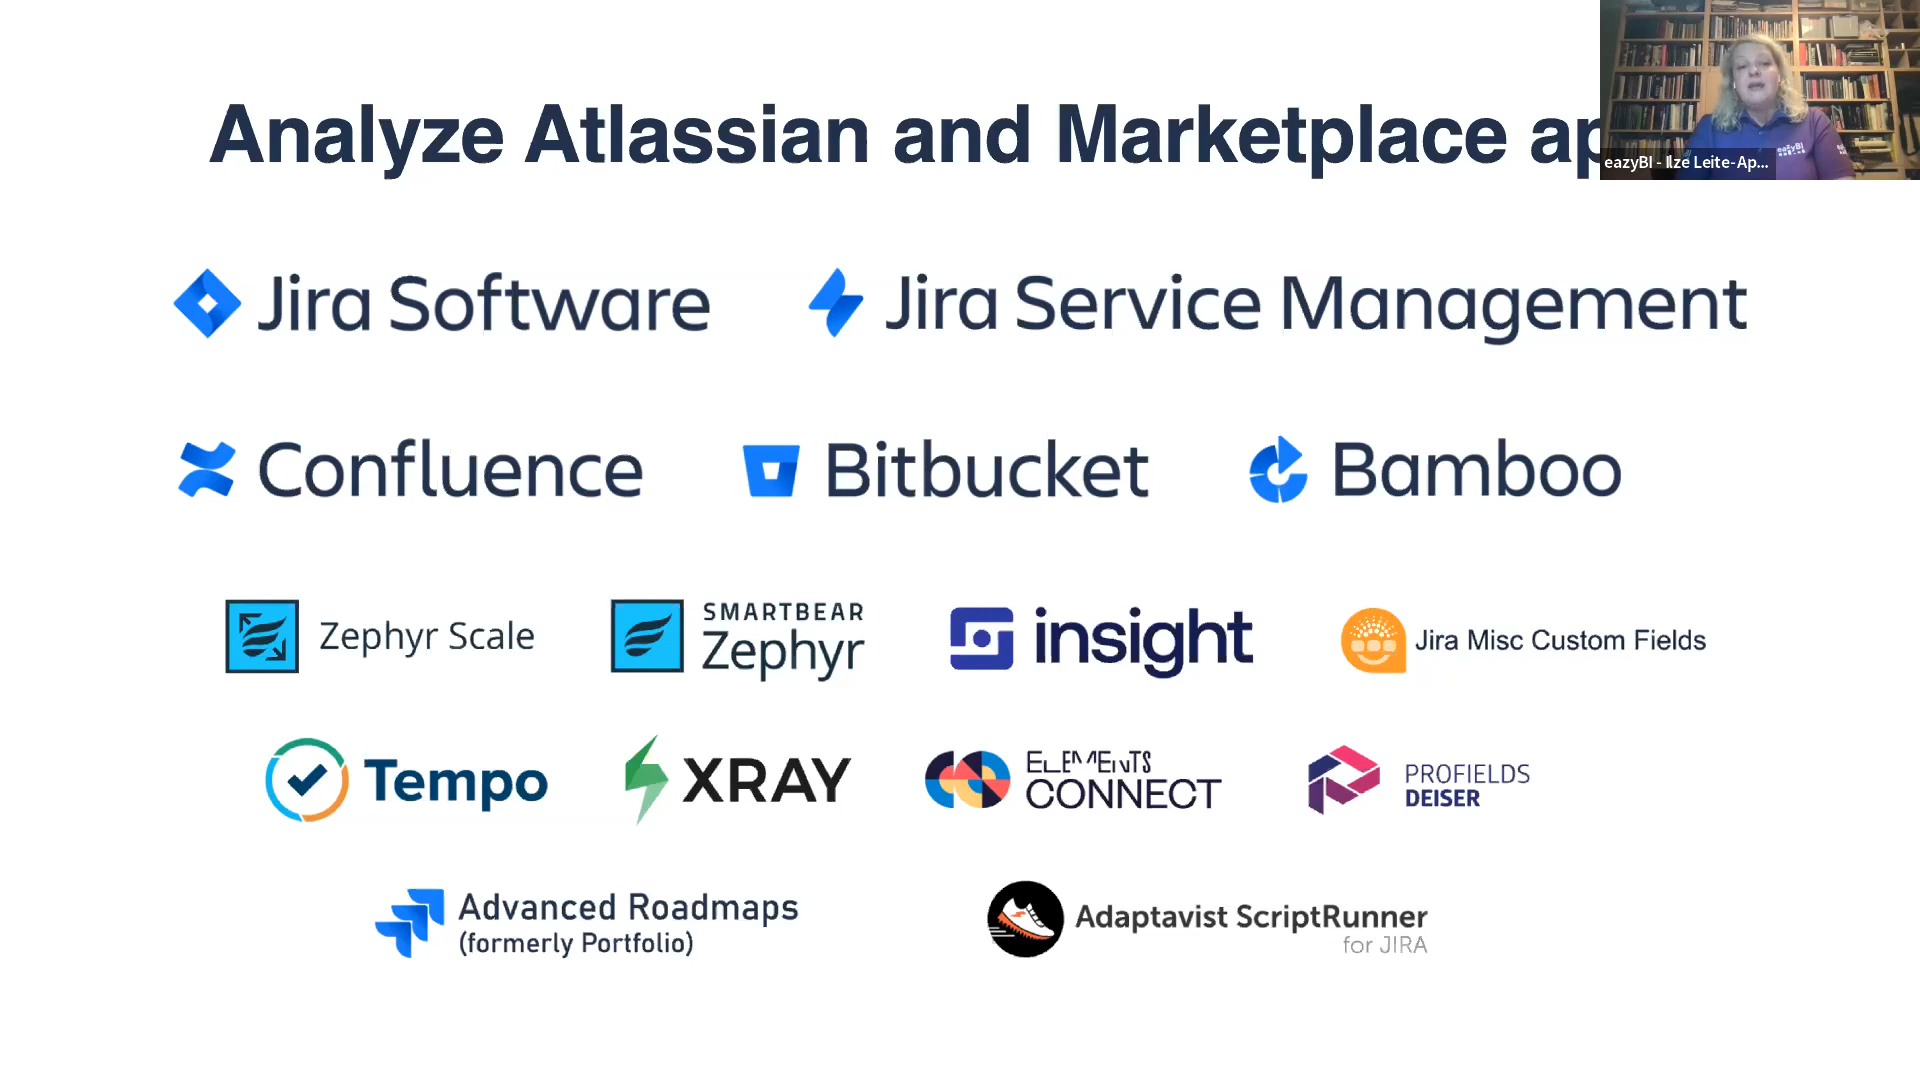 Analyze Atlassian and Marketplace ap
eazyBI - Ilze Leite-Ap...
eazyBI
Jira Software
Jira Service Management
Confluence
Bitbucket
Bamboo
Zephyr Scale
SMARTBEAR
Zephyr
insight
Jira Misc Custom Fields
Tempo
XRAY
ELEMENTS
CONNECT
PROFIELDS
DEISER
Advanced Roadmaps
(formerly Portfolio)
Adaptavist ScriptRunner
for JIRA